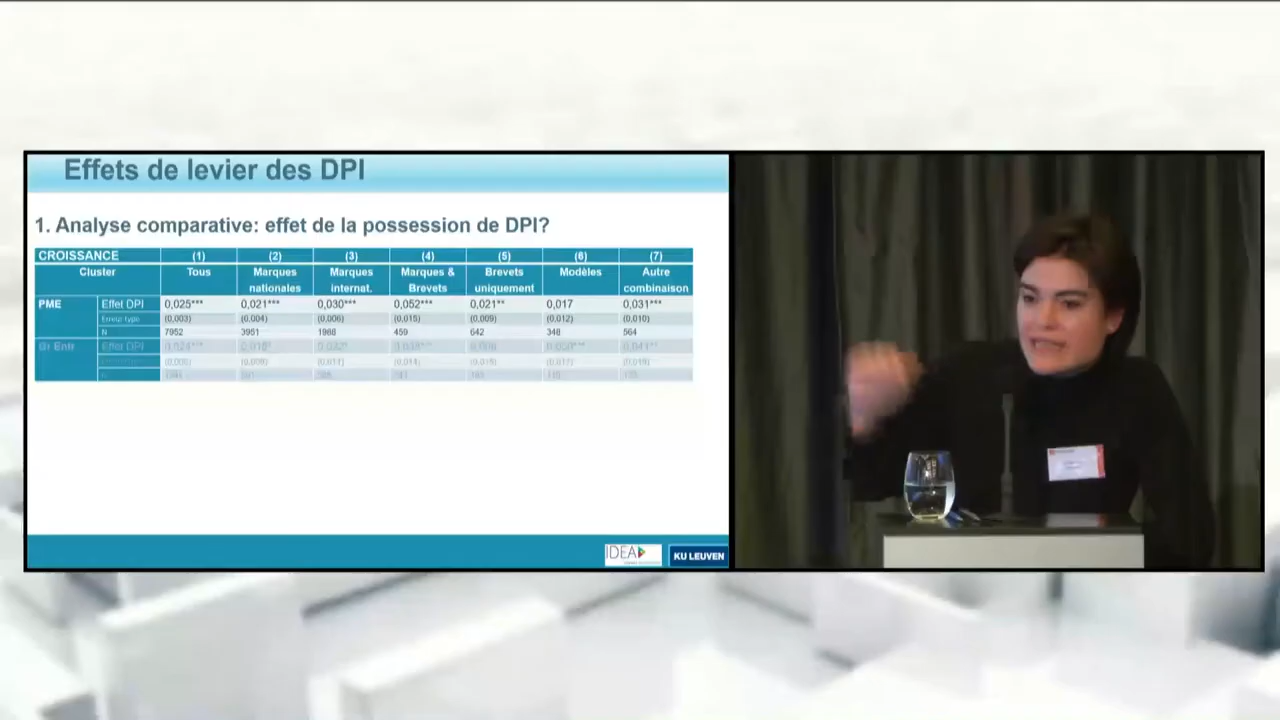 Effets de levier des DPI
1. Analyse comparative: effet de la possession de DPI?
CROISSANCE (1) (2) (3) (4) (5) (6) (7)
Cluster Tous Marques nationales Marques internat. Marques & Brevets Brevets uniquement Modèles Autre combinaison
PME Effet DPI 0,025*** 0,021*** 0,030*** 0,052*** 0,021** 0,017 0,031***
Erreur type (0,003) (0,004) (0,006) (0,015) (0,009) (0,012) (0,010)
N 7952 3951 1988 459 642 348 564
Gr Entr Effet DPI
IDEA
KU LEUVEN